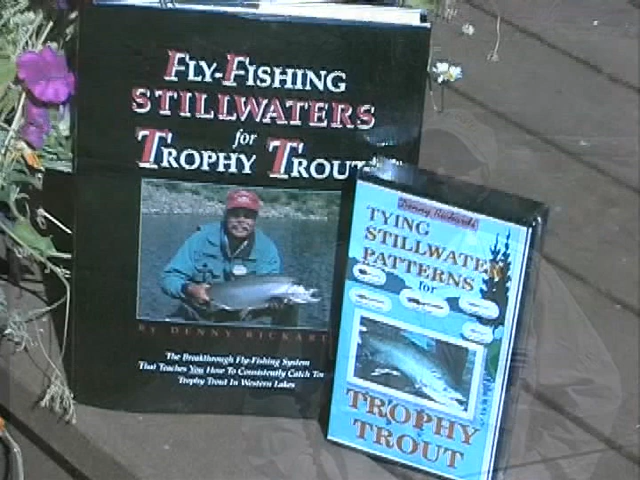 FLY-FISHING
STILLWATERS
for
TROPHY TROUT
BY DENNY RICKARDS
The Breakthrough Fly-Fishing System
That Teaches You How To Consistently Catch
Trophy Trout In Western Lakes
Denny Rickards
TYING
STILLWATER
PATTERNS
for
TROPHY
TROUT